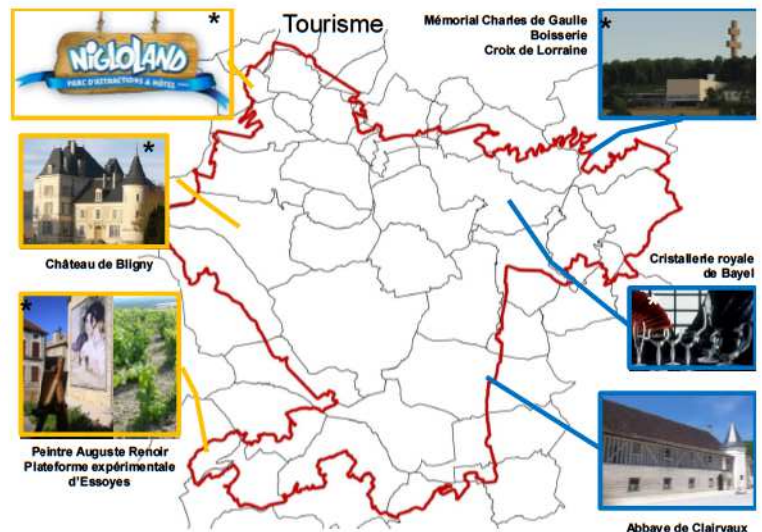 Tourisme
*
NIGLOLAND
PARC D'ATTRACTIONS & HÔTEL
Mémorial Charles de Gaulle
Boisserie
Croix de Lorraine
*
*
Château de Bligny
Cristallerie royale
de Bayel
*
*
Peintre Auguste Renoir
Plateforme expérimentale
d'Essoyes
Abbaye de Clairvaux